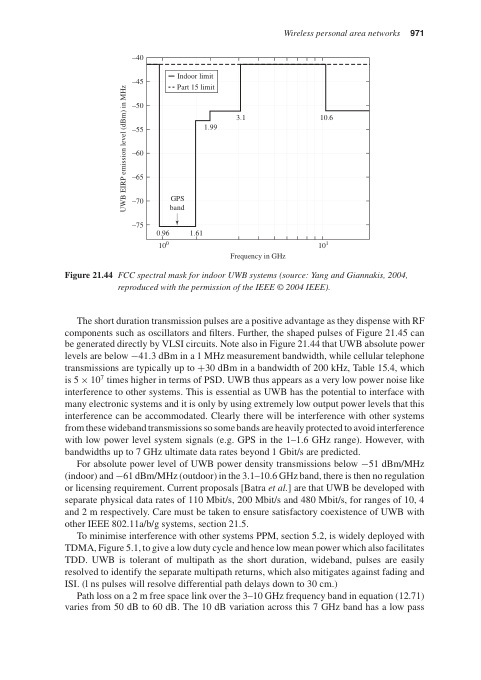 Wireless personal area networks 971
−40
−45
−50
−55
−60
−65
−70
−75
UWB EIRP emission level (dBm) in MHz
Indoor limit
Part 15 limit
3.1
10.6
1.99
GPS
band
0.96
1.61
10⁰
10¹
Frequency in GHz
Figure 21.44 FCC spectral mask for indoor UWB systems (source: Yang and Giannakis, 2004,
reproduced with the permission of the IEEE © 2004 IEEE).
The short duration transmission pulses are a positive advantage as they dispense with RF
components such as oscillators and filters. Further, the shaped pulses of Figure 21.45 can
be generated directly by VLSI circuits. Note also in Figure 21.44 that UWB absolute power
levels are below −41.3 dBm in a 1 MHz measurement bandwidth, while cellular telephone
transmissions are typically up to +30 dBm in a bandwidth of 200 kHz, Table 15.4, which
is 5 × 10⁷ times higher in terms of PSD. UWB thus appears as a very low power noise like
interference to other systems. This is essential as UWB has the potential to interface with
many electronic systems and it is only by using extremely low output power levels that this
interference can be accommodated. Clearly there will be interference with other systems
from these wideband transmissions so some bands are heavily protected to avoid interference
with low power level system signals (e.g. GPS in the 1–1.6 GHz range). However, with
bandwidths up to 7 GHz ultimate data rates beyond 1 Gbit/s are predicted.
For absolute power level of UWB power density transmissions below −51 dBm/MHz
(indoor) and −61 dBm/MHz (outdoor) in the 3.1–10.6 GHz band, there is then no regulation
or licensing requirement. Current proposals [Batra et al.] are that UWB be developed with
separate physical data rates of 110 Mbit/s, 200 Mbit/s and 480 Mbit/s, for ranges of 10, 4
and 2 m respectively. Care must be taken to ensure satisfactory coexistence of UWB with
other IEEE 802.11a/b/g systems, section 21.5.
To minimise interference with other systems PPM, section 5.2, is widely deployed with
TDMA, Figure 5.1, to give a low duty cycle and hence low mean power which also facilitates
TDD. UWB is tolerant of multipath as the short duration, wideband, pulses are easily
resolved to identify the separate multipath returns, which also mitigates against fading and
ISI. (1 ns pulses will resolve differential path delays down to 30 cm.)
Path loss on a 2 m free space link over the 3–10 GHz frequency band in equation (12.71)
varies from 50 dB to 60 dB. The 10 dB variation across this 7 GHz band has a low pass